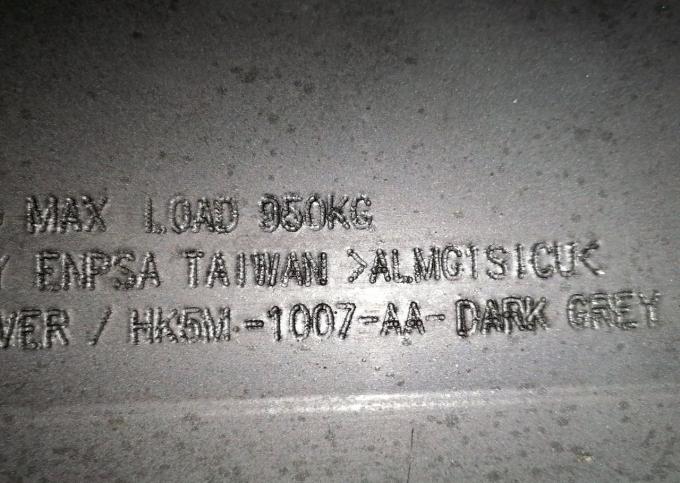 MAX LOAD 950KG
ENPSA TAIWAN >ALMG1SICU<
VER / HK5M-1007-AA-DARK GREY